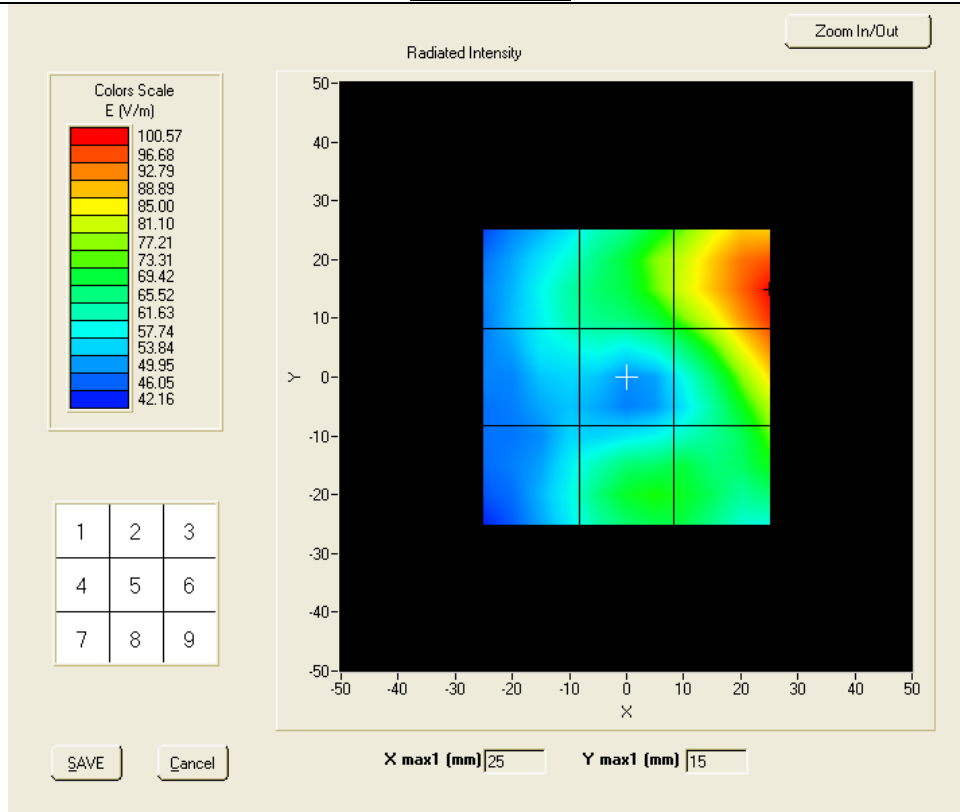 Zoom In/Out
Radiated Intensity
Colors Scale
E (V/m)
100.57
96.68
92.79
88.89
85.00
81.10
77.21
73.31
69.42
65.52
61.63
57.74
53.84
49.95
46.05
42.16
50
40
30
20
10
0
-10
-20
-30
-40
-50
Y
-50 -40 -30 -20 -10 0 10 20 30 40 50
X
1 2 3
4 5 6
7 8 9
SAVE Cancel
X max1 (mm) 25 Y max1 (mm) 15